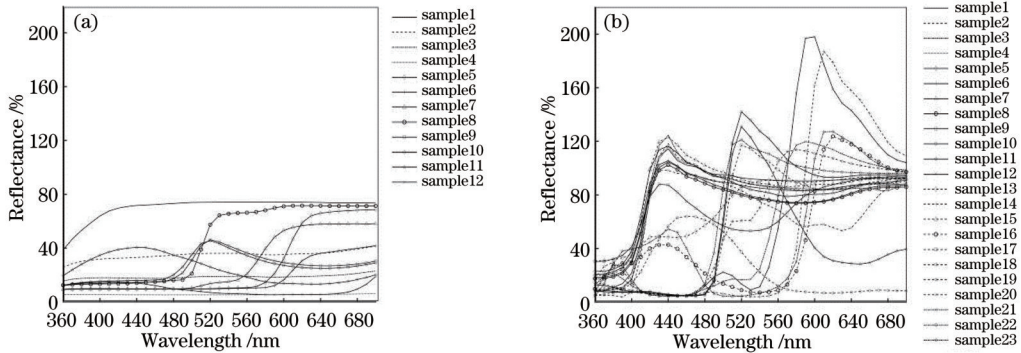 (a)
Reflectance /%
200
160
120
80
40
0
360 400 440 480 520 560 600 640 680
Wavelength /nm
sample1
sample2
sample3
sample4
sample5
sample6
sample7
sample8
sample9
sample10
sample11
sample12
(b)
Reflectance /%
200
160
120
80
40
0
360 400 440 480 520 560 600 640 680
Wavelength /nm
sample1
sample2
sample3
sample4
sample5
sample6
sample7
sample8
sample9
sample10
sample11
sample12
sample13
sample14
sample15
sample16
sample17
sample18
sample19
sample20
sample21
sample22
sample23